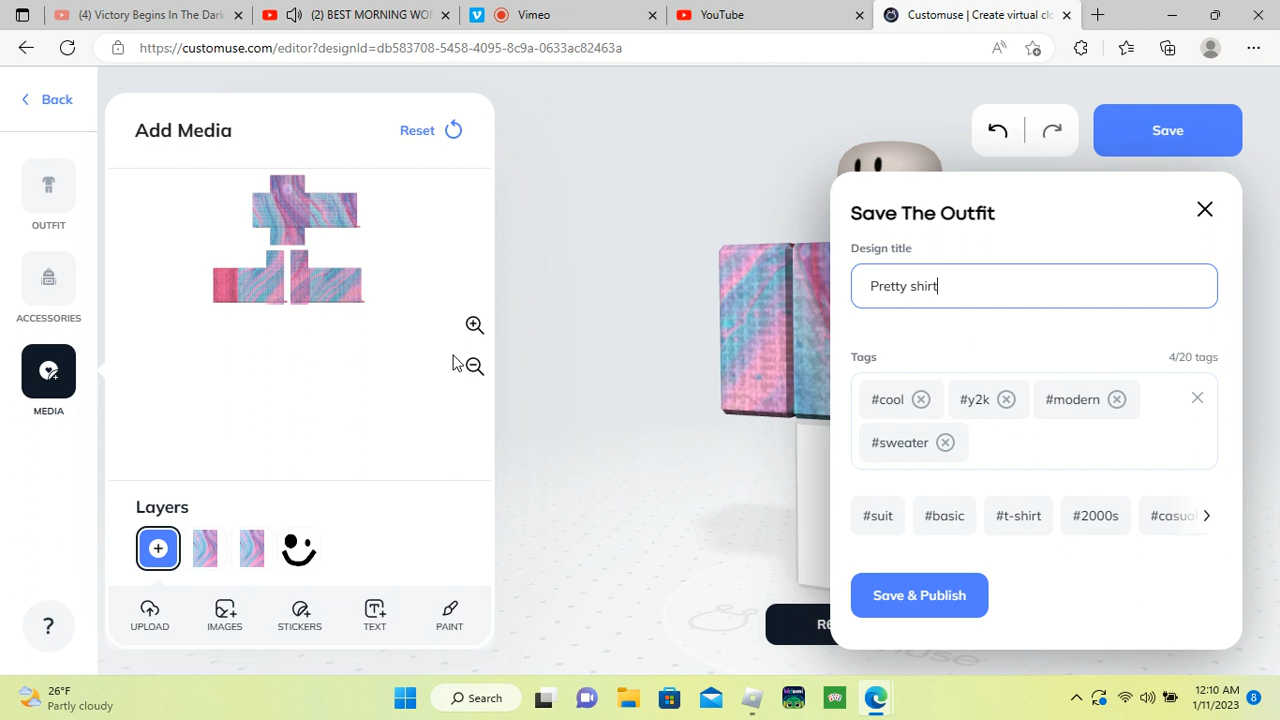 (4) Victory Begins In The Dark
(2) BEST MORNING WO
Vimeo
YouTube
Customuse | Create virtual clo
https://customuse.com/editor?designId=db583708-5458-4095-8c9a-0633ac82463a
Back
OUTFIT
ACCESSORIES
MEDIA
?
Add Media
Reset
Layers
UPLOAD
IMAGES
STICKERS
TEXT
PAINT
Save
Save The Outfit
Design title
Pretty shirt
Tags
4/20 tags
#cool
#y2k
#modern
#sweater
#suit
#basic
#t-shirt
#2000s
#casual
Save & Publish
26°F
Partly cloudy
Search
12:10 AM
1/11/2023
8